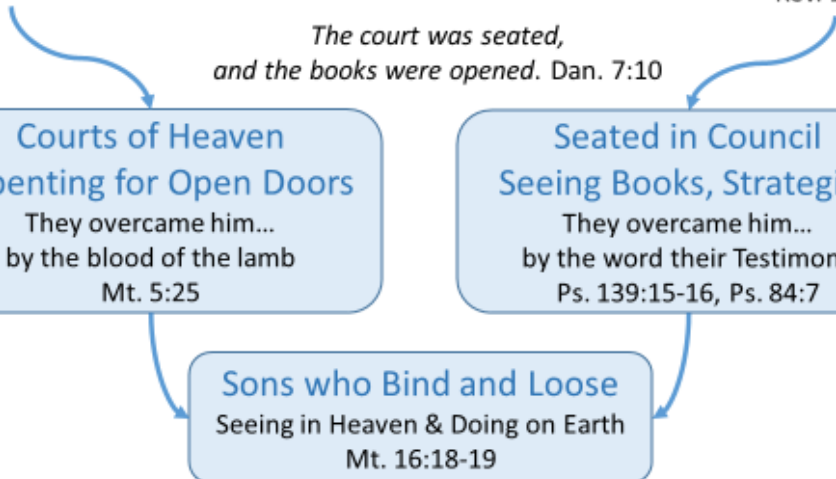 The court was seated,
and the books were opened. Dan. 7:10
Courts of Heaven
for Open Doors
They overcame him...
by the blood of the lamb
Mt. 5:25
Seated in Council
Seeing Books,
They overcame him...
by the word their
Ps. 139:15-16, Ps. 84:7
Sons who Bind and Loose
Seeing in Heaven & Doing on Earth
Mt. 16:18-19